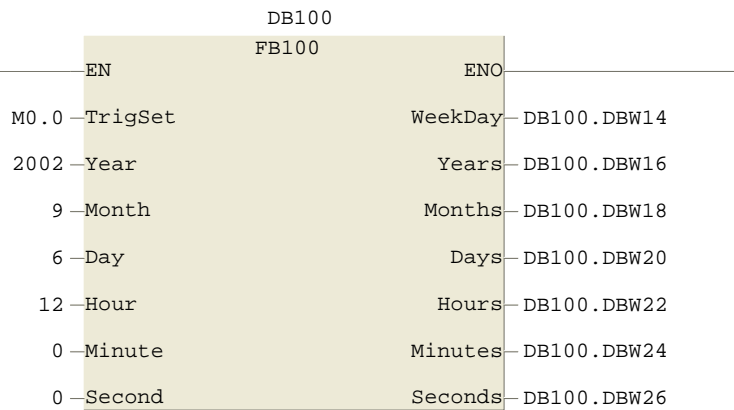 DB100
FB100
EN ENO
M0.0 TrigSet WeekDay DB100.DBW14
2002 Year Years DB100.DBW16
9 Month Months DB100.DBW18
6 Day Days DB100.DBW20
12 Hour Hours DB100.DBW22
0 Minute Minutes DB100.DBW24
0 Second Seconds DB100.DBW26